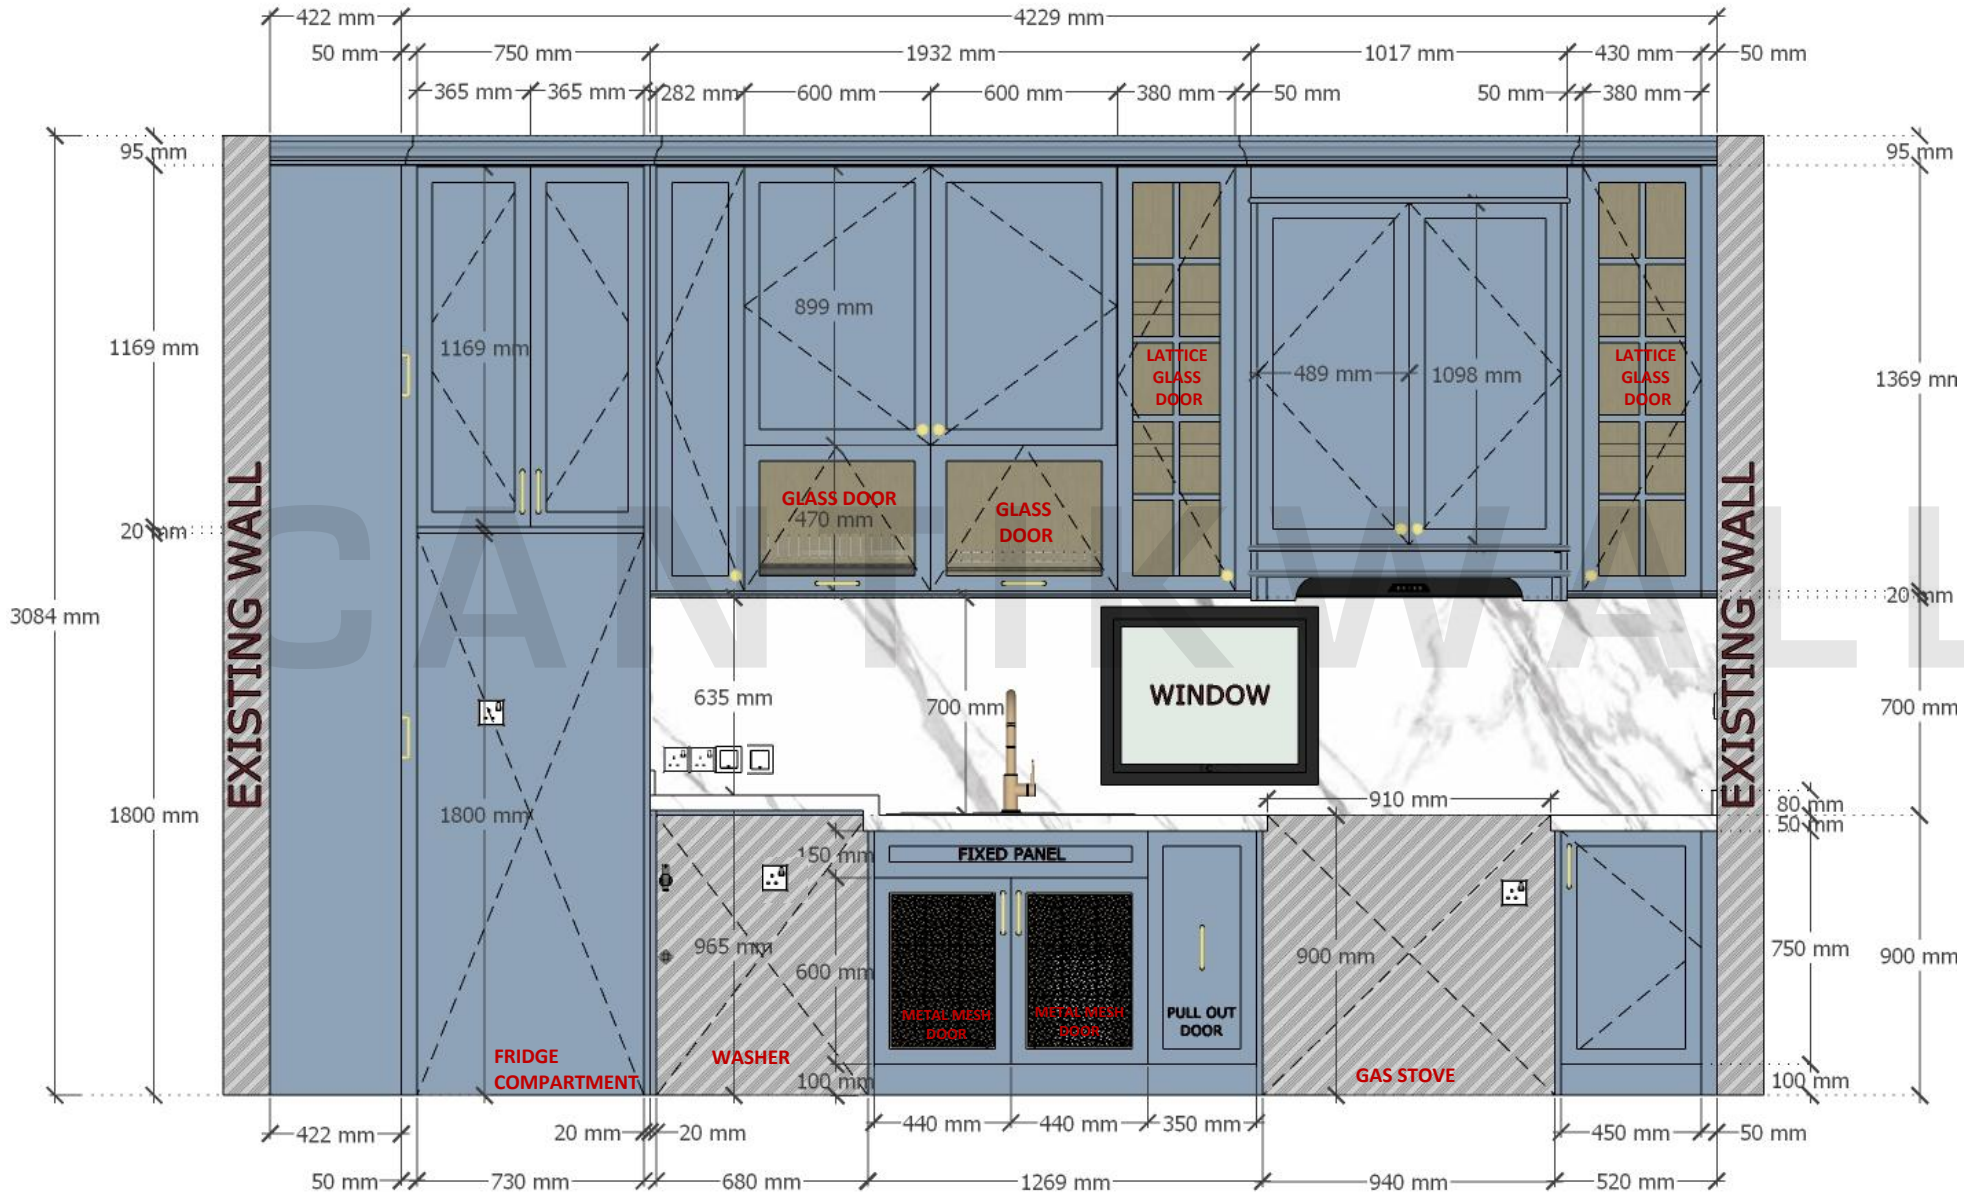 422 mm
4229 mm
50 mm
750 mm
1932 mm
1017 mm
430 mm
50 mm
365 mm
365 mm
282 mm
600 mm
600 mm
380 mm
50 mm
50 mm
380 mm
95 mm
95 mm
899 mm
1169 mm
1169 mm
LATTICE
GLASS
DOOR
489 mm
1098 mm
LATTICE
GLASS
DOOR
1369 mm
GLASS DOOR
470 mm
GLASS
DOOR
20 mm
EXISTING WALL
EXISTING WALL
CANTIKWALL
20 mm
3084 mm
635 mm
700 mm
WINDOW
700 mm
1800 mm
1800 mm
910 mm
80 mm
50 mm
150 mm
FIXED PANEL
965 mm
600 mm
900 mm
750 mm
900 mm
METAL MESH
DOOR
METAL MESH
DOOR
PULL OUT
DOOR
FRIDGE
COMPARTMENT
WASHER
GAS STOVE
100 mm
100 mm
422 mm
20 mm
20 mm
440 mm
440 mm
350 mm
450 mm
50 mm
50 mm
730 mm
680 mm
1269 mm
940 mm
520 mm